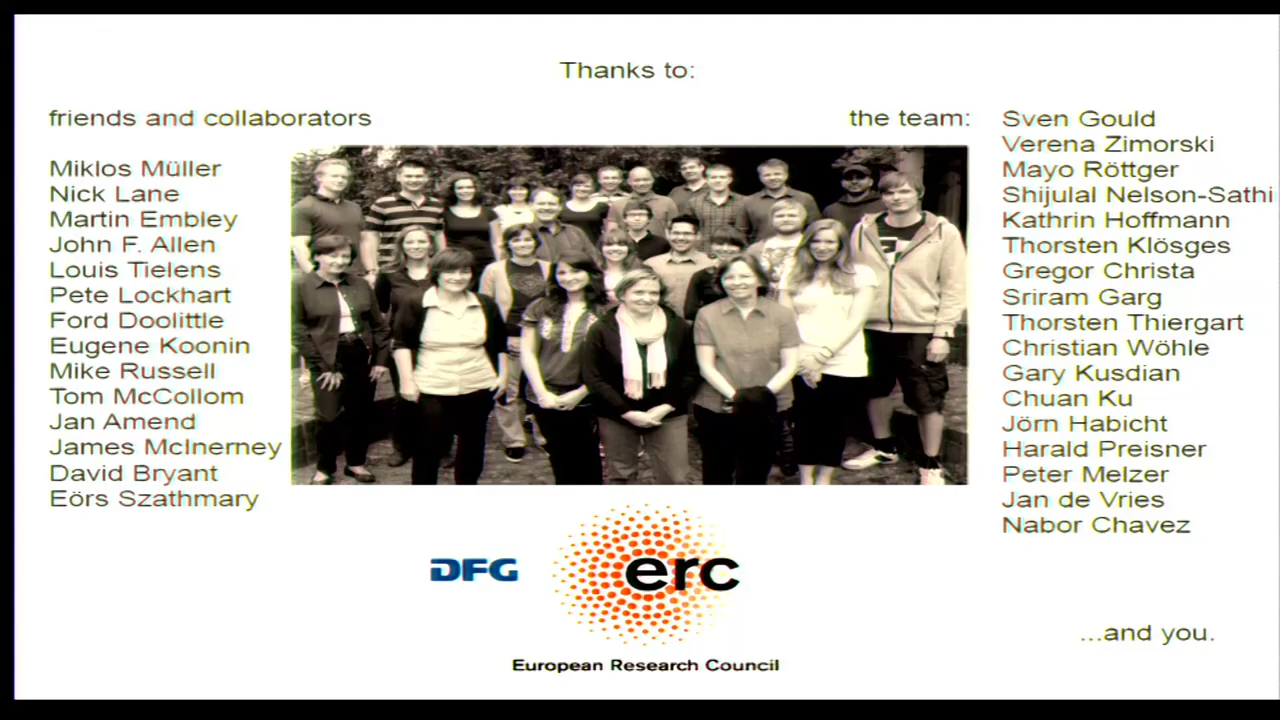 Thanks to:
friends and collaborators
Miklos Müller
Nick Lane
Martin Embley
John F. Allen
Louis Tielens
Pete Lockhart
Ford Doolittle
Eugene Koonin
Mike Russell
Tom McCollom
Jan Amend
James McInerney
David Bryant
Eörs Szathmary
the team:
Sven Gould
Verena Zimorski
Mayo Röttger
Shijulal Nelson-Sathi
Kathrin Hoffmann
Thorsten Klösges
Gregor Christa
Sriram Garg
Thorsten Thiergart
Christian Wöhle
Gary Kusdian
Chuan Ku
Jörn Habicht
Harald Preisner
Peter Melzer
Jan de Vries
Nabor Chavez
DFG
erc
European Research Council
...and you.